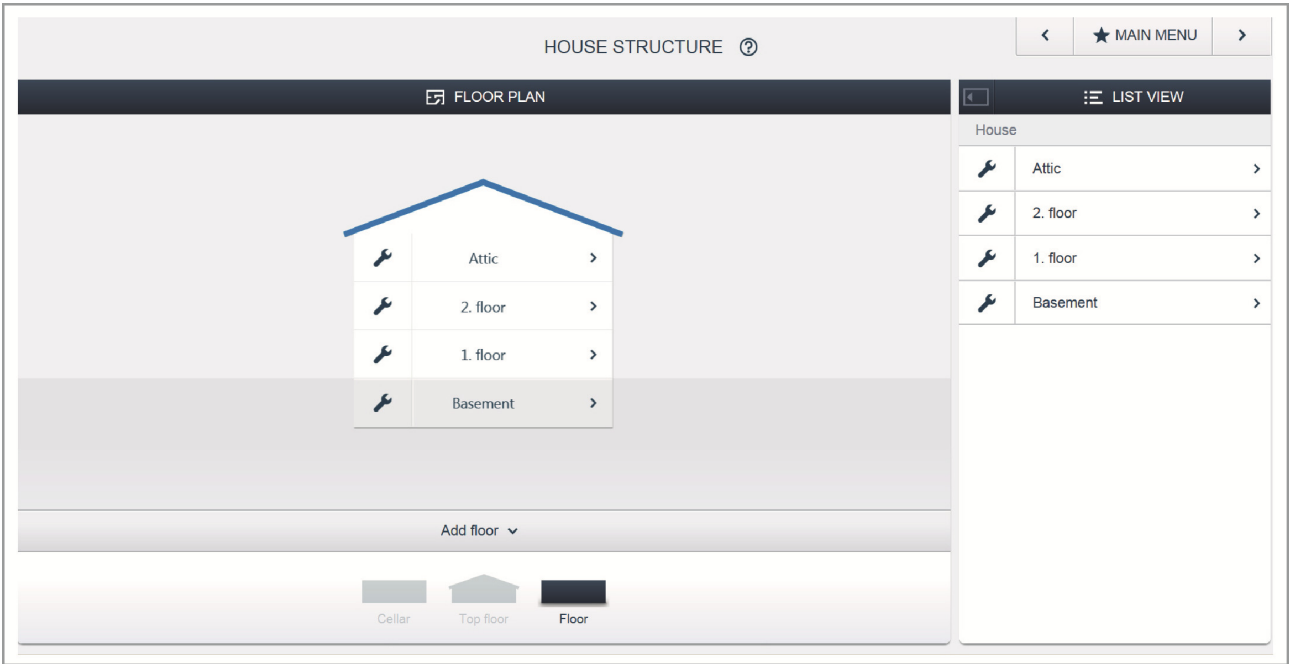 HOUSE STRUCTURE
MAIN MENU
FLOOR PLAN
Attic
2. floor
1. floor
Basement
Add floor
Cellar Top floor Floor
LIST VIEW
House
Attic
2. floor
1. floor
Basement